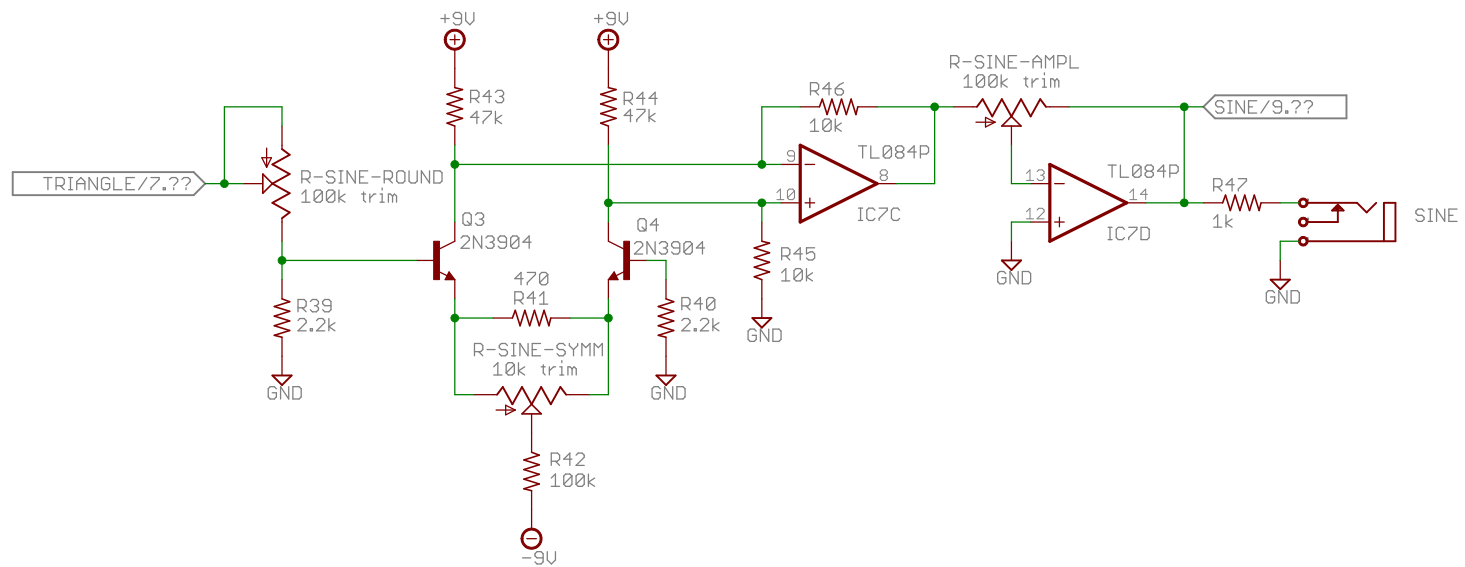 +9V
+9V
R-SINE-AMPL
100k trim
R43
47k
R44
47k
R46
10k
SINE/9.??
TRIANGLE/7.??
R-SINE-ROUND
100k trim
9
10
8
TL084P
IC7C
13
12
14
TL084P
IC7D
R47
1k
SINE
Q3
2N3904
Q4
2N3904
R45
10k
GND
GND
GND
470
R41
R39
2.2k
R40
2.2k
GND
R-SINE-SYMM
10k trim
GND
GND
R42
100k
-9V